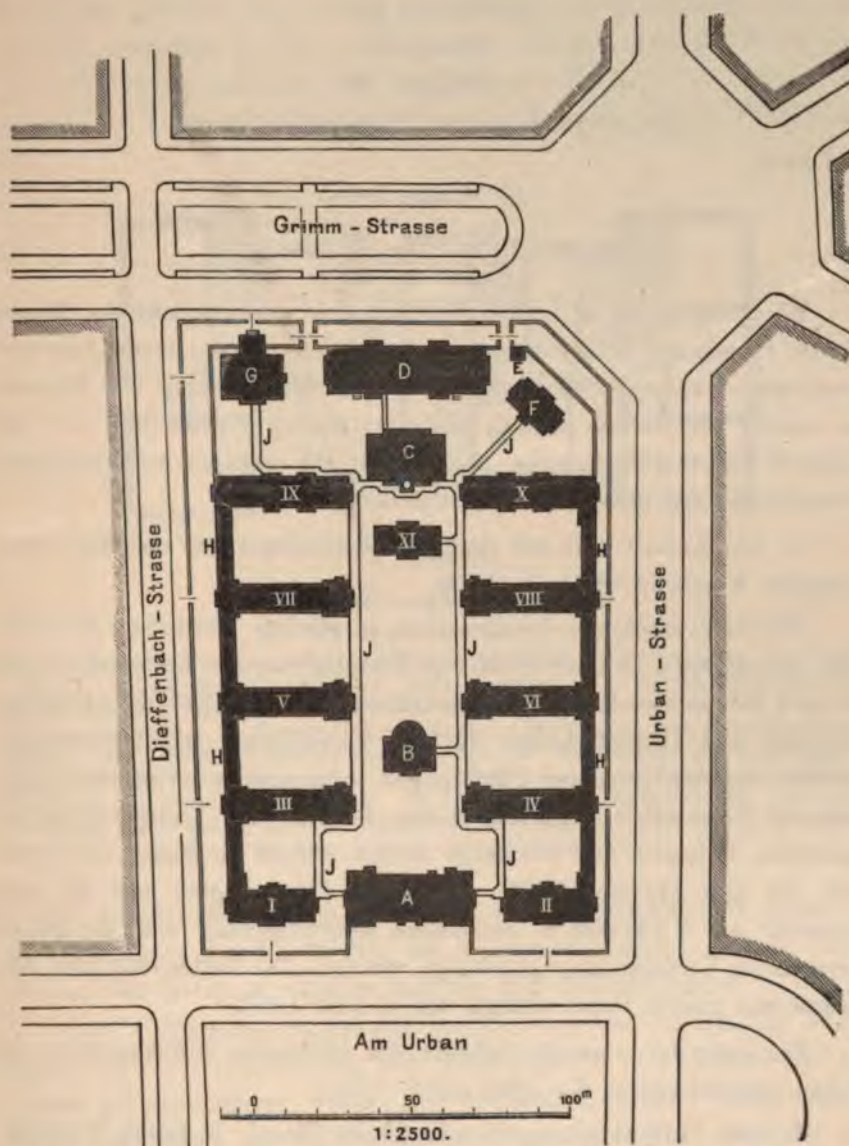 Grimm - Strasse
G
D
E
F
C
J
J
IX
X
XI
H
H
VII
VIII
Dieffenbach - Strasse
Urban - Strasse
J
J
V
VI
B
H
H
III
IV
J
J
I
A
II
Am Urban
0 50 100m
1:2500.